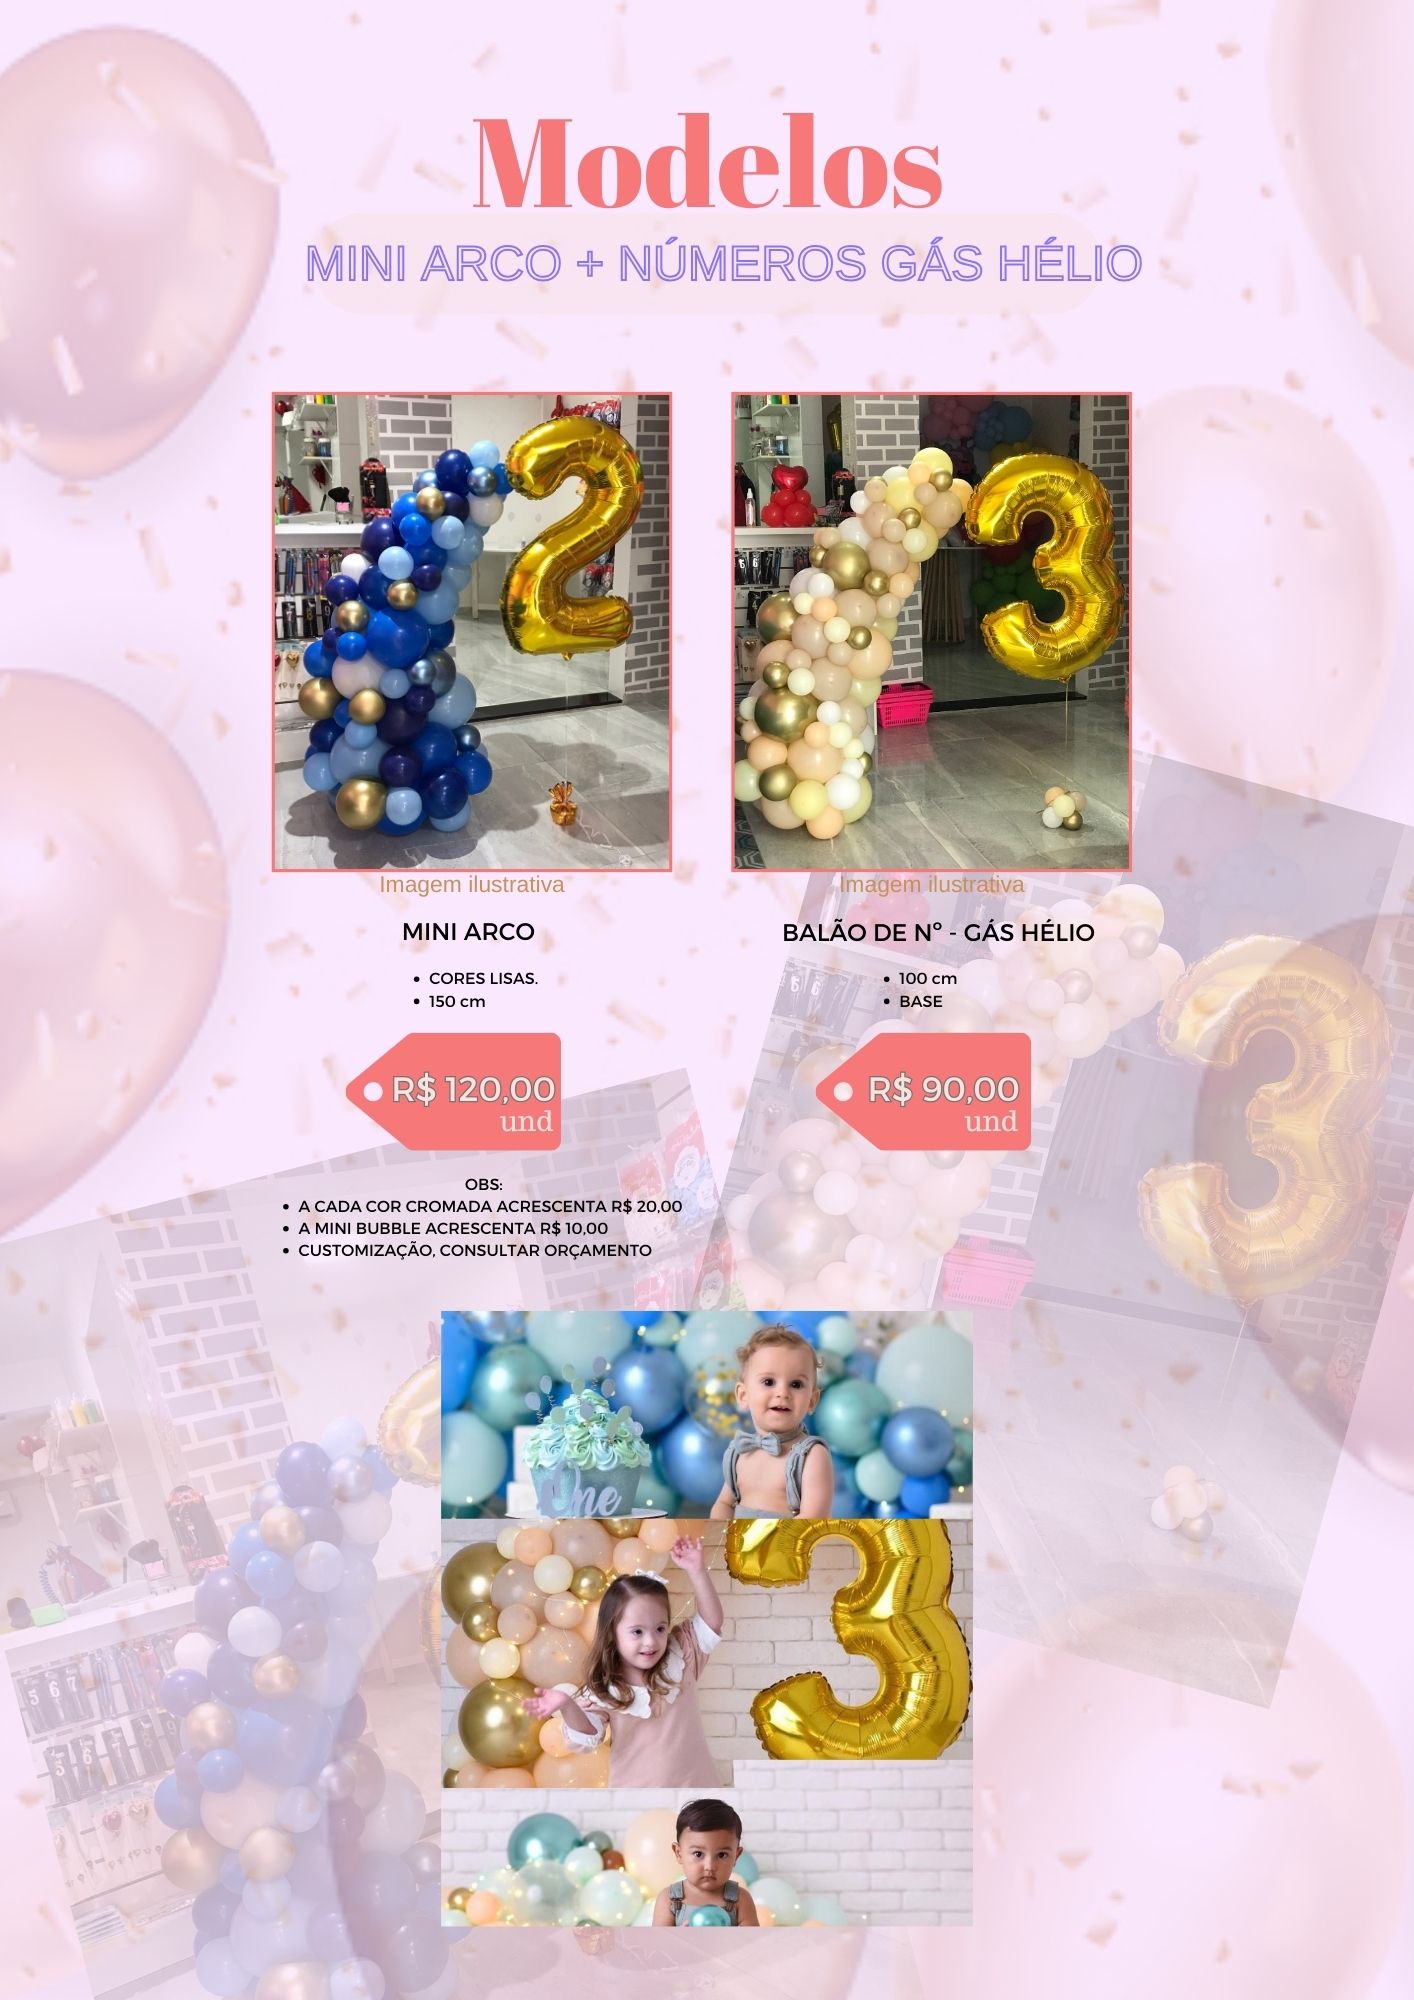 Modelos
MINI ARCO + NÚMEROS GÁS HÉLIO
Imagem ilustrativa
MINI ARCO
• CORES LISAS.
• 150 cm
R$ 120,00
und
OBS:
• A CADA COR CROMADA ACRESCENTA R$ 20,00
• A MINI BUBBLE ACRESCENTA R$ 10,00
• CUSTOMIZAÇÃO, CONSULTAR ORÇAMENTO
Imagem ilustrativa
BALÃO DE Nº - GÁS HÉLIO
• 100 cm
• BASE
R$ 90,00
und
One